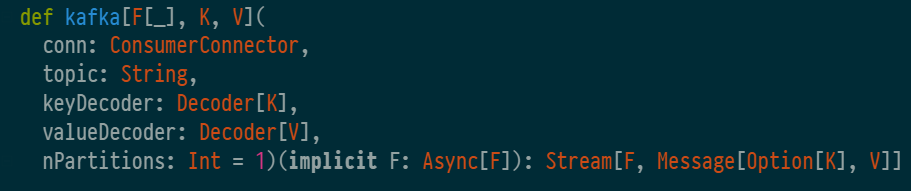 def kafka[F[_], K, V](
  conn: ConsumerConnector,
  topic: String,
  keyDecoder: Decoder[K],
  valueDecoder: Decoder[V],
  nPartitions: Int = 1)(implicit F: Async[F]): Stream[F, Message[Option[K], V]]